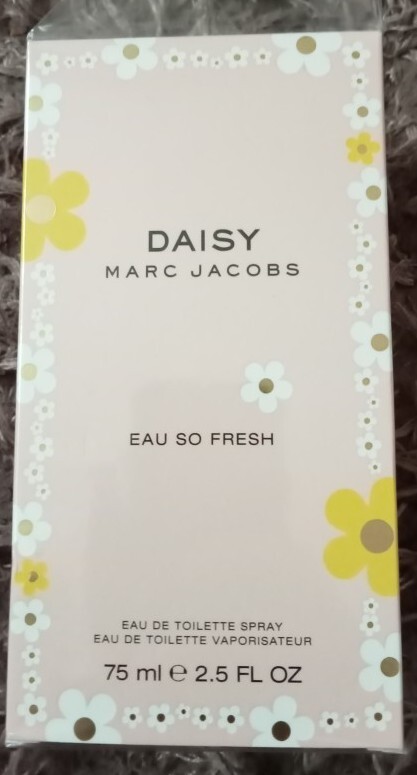 DAISY
MARC JACOBS
EAU SO FRESH
EAU DE TOILETTE SPRAY
EAU DE TOILETTE VAPORISATEUR
75 ml ℮ 2.5 FL OZ